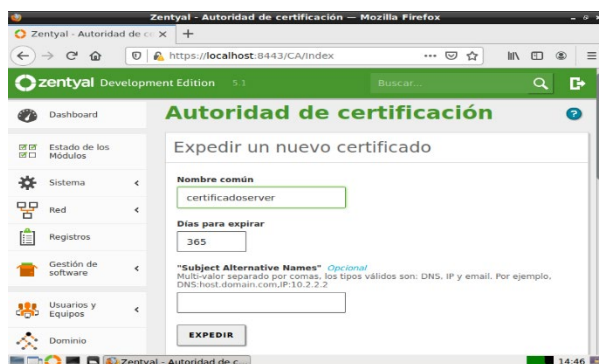 Zentyal - Autoridad de certificación — Mozilla Firefox
Zentyal - Autoridad de ce
https://localhost:8443/CA/Index
zentyal Development Edition 5.1
Buscar...
Dashboard
Estado de los Módulos
Sistema
Red
Registros
Gestión de software
Usuarios y Equipos
Dominio
Autoridad de certificación
Expedir un nuevo certificado
Nombre común
certificadoserver
Días para expirar
365
"Subject Alternative Names" Opcional
Multi-valor separado por comas, los tipos válidos son: DNS, IP y email. Por ejemplo,
DNS:host.domain.com,IP:10.2.2.2
EXPEDIR
Zentyal - Autoridad de c...
14:46